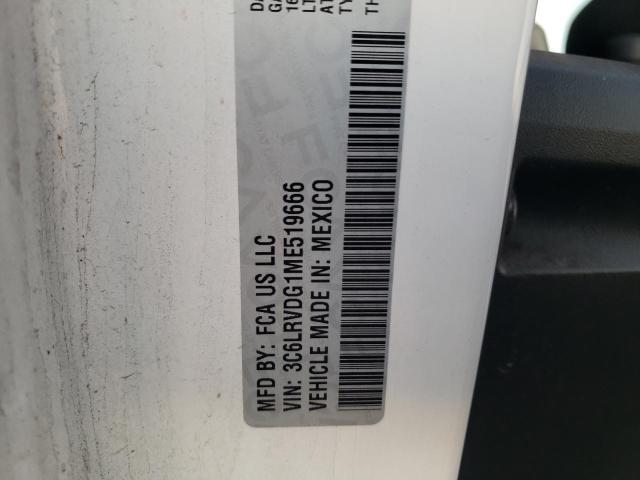 MFD BY: FCA US LLC
VIN: 3C6LRVDG1ME519666
VEHICLE MADE IN: MEXICO